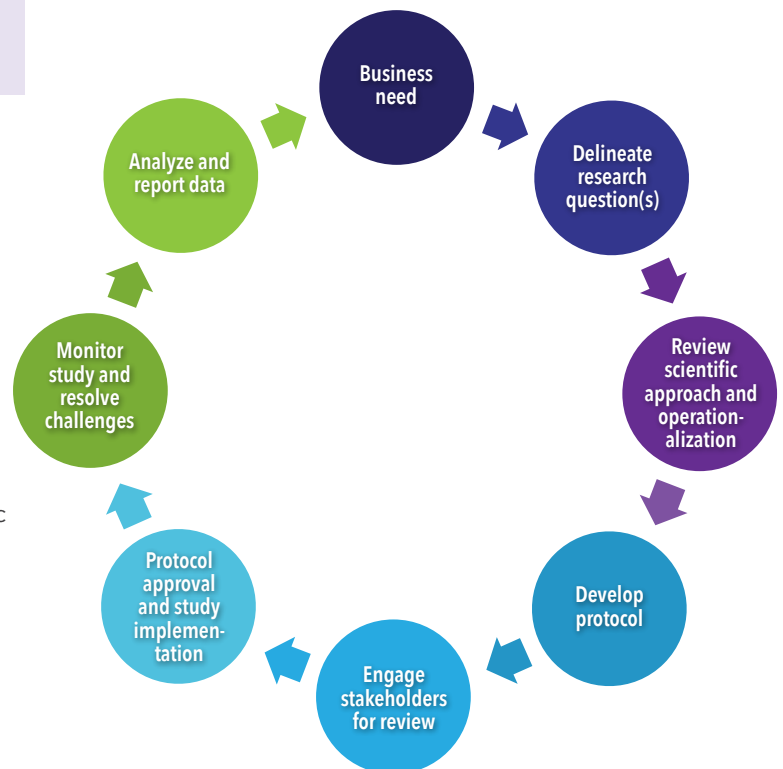 Business
need
Delineate
research
question(s)
Review
scientific
approach and
operation-
alization
Develop
protocol
Engage
stakeholders
for review
Protocol
approval
and study
implemen-
tation
Monitor
study and
resolve
challenges
Analyze and
report data
c